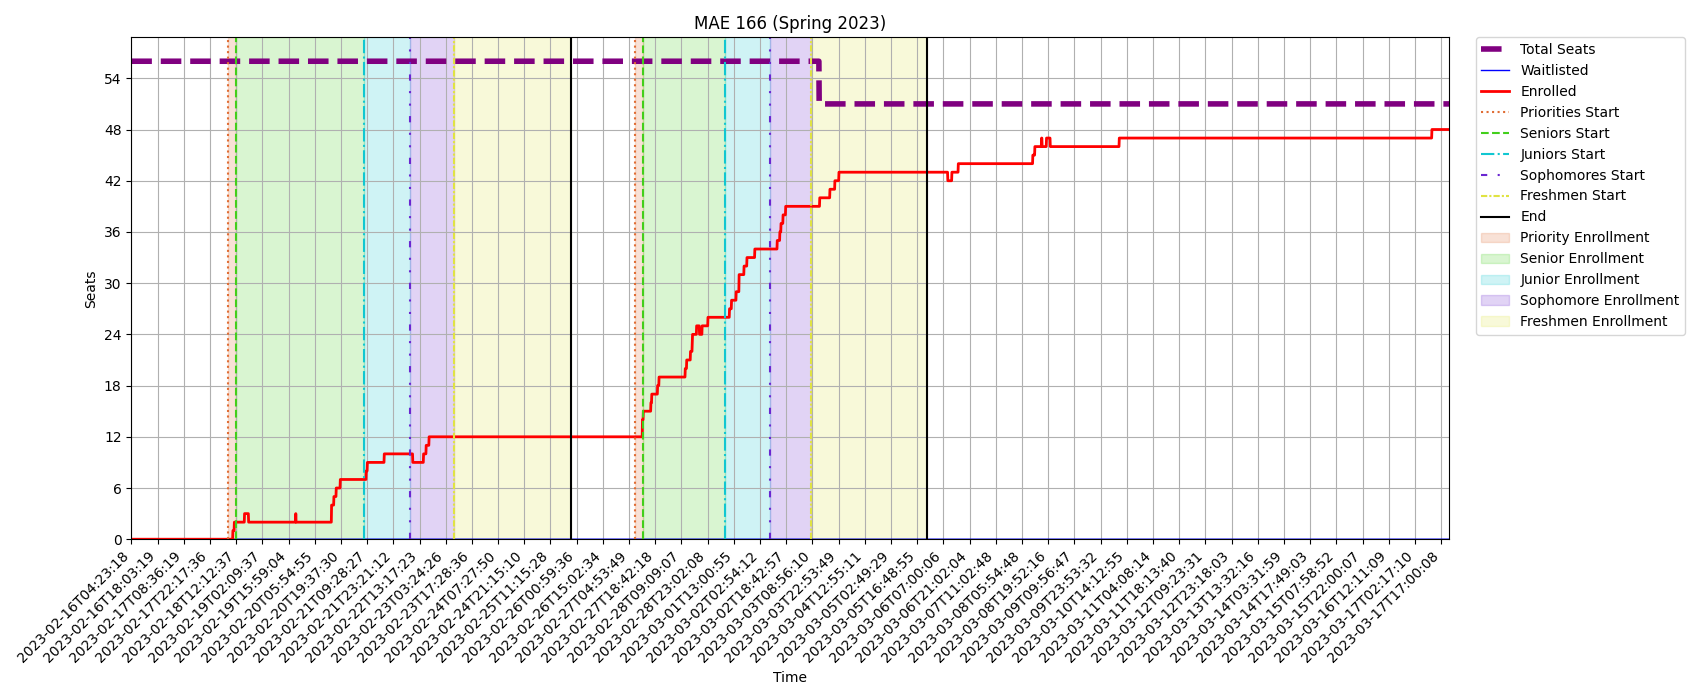 MAE 166 (Spring 2023)
Seats
54
48
42
36
30
24
18
12
6
0
2023-02-16T04:23:18
2023-02-16T18:03:19
2023-02-17T08:36:19
2023-02-17T22:17:36
2023-02-18T12:12:37
2023-02-19T02:09:37
2023-02-19T15:59:04
2023-02-20T05:54:55
2023-02-20T19:37:30
2023-02-21T09:28:27
2023-02-21T23:21:12
2023-02-22T13:17:23
2023-02-23T03:24:26
2023-02-23T17:28:36
2023-02-24T07:27:50
2023-02-24T21:15:10
2023-02-25T11:15:28
2023-02-26T00:59:36
2023-02-26T15:02:34
2023-02-27T04:53:49
2023-02-27T18:42:18
2023-02-28T09:09:07
2023-02-28T23:02:08
2023-03-01T13:00:55
2023-03-02T02:54:12
2023-03-02T18:42:57
2023-03-03T08:56:10
2023-03-03T22:53:49
2023-03-04T12:55:11
2023-03-05T02:49:29
2023-03-05T16:48:55
2023-03-06T07:00:06
2023-03-06T21:02:04
2023-03-07T11:02:48
2023-03-08T05:54:48
2023-03-08T19:52:16
2023-03-09T09:56:47
2023-03-09T23:53:32
2023-03-10T14:12:55
2023-03-11T04:08:14
2023-03-11T18:13:40
2023-03-12T09:23:31
2023-03-12T23:18:03
2023-03-13T13:32:16
2023-03-14T03:31:59
2023-03-14T17:49:03
2023-03-15T07:58:52
2023-03-15T22:00:07
2023-03-16T12:11:09
2023-03-17T02:17:10
2023-03-17T17:00:08
Time
Total Seats
Waitlisted
Enrolled
Priorities Start
Seniors Start
Juniors Start
Sophomores Start
Freshmen Start
End
Priority Enrollment
Senior Enrollment
Junior Enrollment
Sophomore Enrollment
Freshmen Enrollment